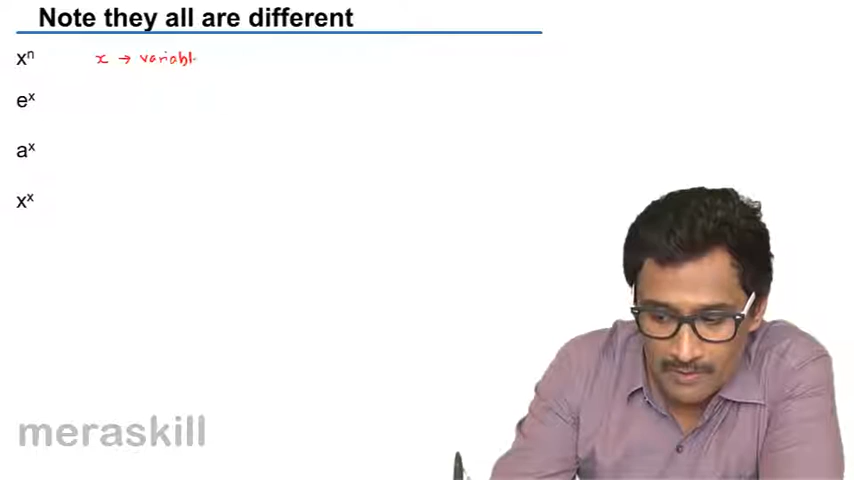 Note they all are different
xⁿ x → variabl
eˣ
aˣ
xˣ
meraskill